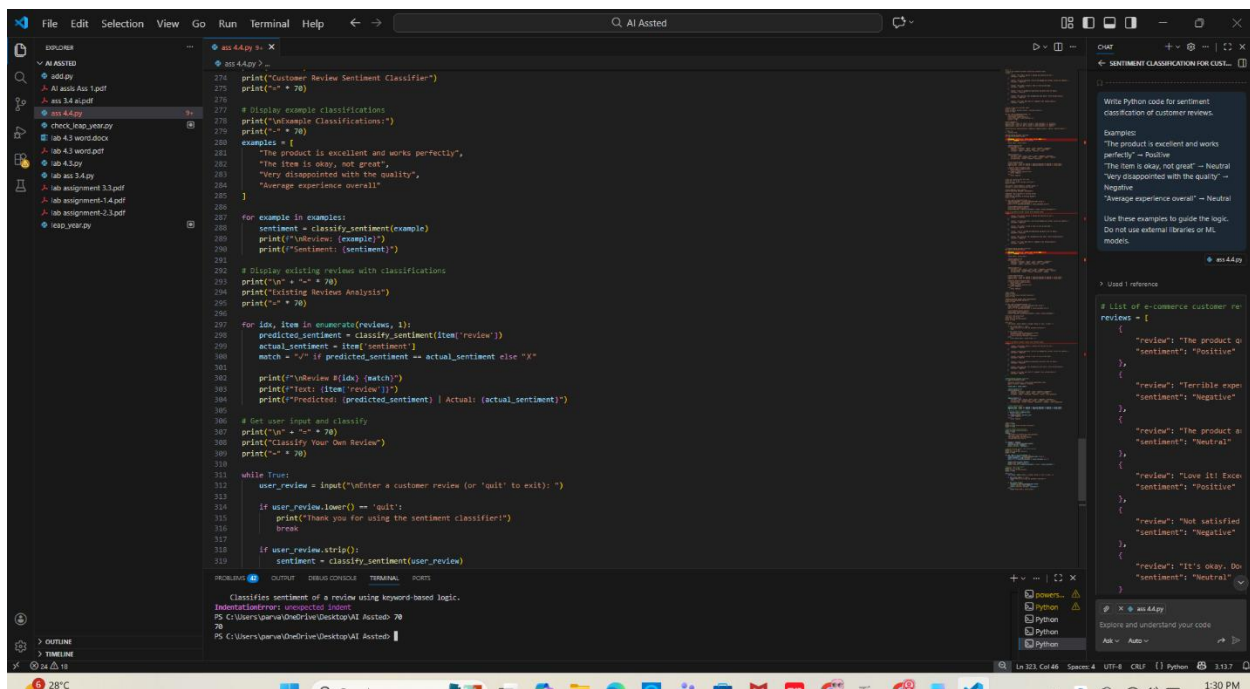 File Edit Selection View Go Run Terminal Help
AI Assted
EXPLORER
AI ASSTED
add.py
AI assis Ass 1.pdf
ass 3.4 ai.pdf
ass 4.4.py 9+
check_leap_year.py
lab 4.3 word.docx
lab 4.3 word.pdf
lab 4.3.py
lab ass 3.4.py
lab assignment 3.3.pdf
lab assignment-1.4.pdf
lab assignment-2.3.pdf
leap_year.py
OUTLINE
TIMELINE
ass 4.4.py 9+
ass 4.4.py > ...
274 print("Customer Review Sentiment Classifier")
275 print("=" * 70)
276
277 # Display example classifications
278 print("\nExample Classifications:")
279 print("-" * 70)
280 examples = [
281 "The product is excellent and works perfectly",
282 "The item is okay, not great",
283 "Very disappointed with the quality",
284 "Average experience overall"
285 ]
286
287 for example in examples:
288 sentiment = classify_sentiment(example)
289 print(f"\nReview: {example}")
290 print(f"Sentiment: {sentiment}")
291
292 # Display existing reviews with classifications
293 print("\n" + "=" * 70)
294 print("Existing Reviews Analysis")
295 print("=" * 70)
296
297 for idx, item in enumerate(reviews, 1):
298 predicted_sentiment = classify_sentiment(item['review'])
299 actual_sentiment = item['sentiment']
300 match = "✓" if predicted_sentiment == actual_sentiment else "✗"
301
302 print(f"\nReview #{idx} {match}")
303 print(f"Text: {item['review']}")
304 print(f"Predicted: {predicted_sentiment} | Actual: {actual_sentiment}")
305
306 # Get user input and classify
307 print("\n" + "=" * 70)
308 print("Classify Your Own Review")
309 print("=" * 70)
310
311 while True:
312 user_review = input("\nEnter a customer review (or 'quit' to exit): ")
313
314 if user_review.lower() == 'quit':
315 print("Thank you for using the sentiment classifier!")
316 break
317
318 if user_review.strip():
319 sentiment = classify_sentiment(user_review)
PROBLEMS 42 OUTPUT DEBUG CONSOLE TERMINAL PORTS
Classifies sentiment of a review using keyword-based logic.
IndentationError: unexpected indent
PS C:\Users\parva\OneDrive\Desktop\AI Assted> 70
70
PS C:\Users\parva\OneDrive\Desktop\AI Assted>
powers...
Python
Python
Python
Python
CHAT
SENTIMENT CLASSIFICATION FOR CUST...
Write Python code for sentiment
classification of customer reviews.
Examples:
"The product is excellent and works
perfectly" → Positive
"The item is okay, not great" → Neutral
"Very disappointed with the quality" →
Negative
"Average experience overall" → Neutral
Use these examples to guide the logic.
Do not use external libraries or ML
models.
ass 4.4.py
Used 1 reference
# List of e-commerce customer re
reviews = [
{
"review": "The product q
"sentiment": "Positive"
},
{
"review": "Terrible expe
"sentiment": "Negative"
},
{
"review": "The product a
"sentiment": "Neutral"
},
{
"review": "Love it! Exce
"sentiment": "Positive"
},
{
"review": "Not satisfied
"sentiment": "Negative"
},
{
"review": "It's okay. Do
"sentiment": "Neutral"
}
ass 4.4.py
Explore and understand your code
Ask Auto
24 18
Ln 323, Col 46 Spaces: 4 UTF-8 CRLF {} Python 3.13.7
6 28°C
1:30 PM